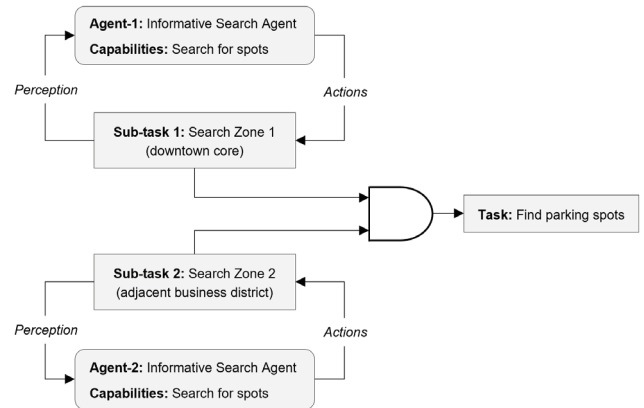 Agent-1: Informative Search Agent
Capabilities: Search for spots
Perception
Actions
Sub-task 1: Search Zone 1
(downtown core)
Task: Find parking spots
Sub-task 2: Search Zone 2
(adjacent business district)
Perception
Actions
Agent-2: Informative Search Agent
Capabilities: Search for spots